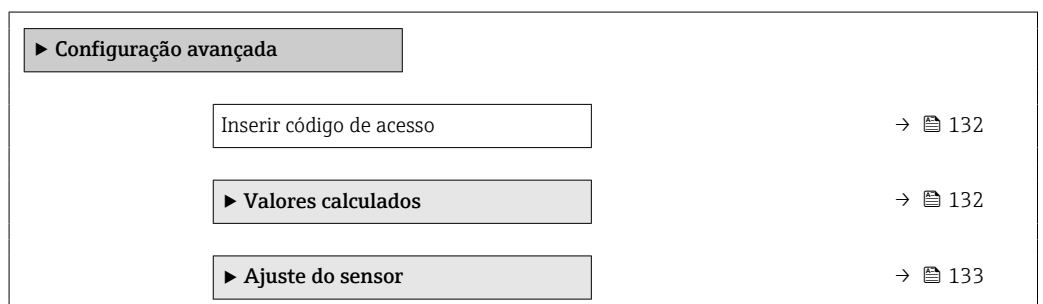 ▶ Configuração avançada
Inserir código de acesso → 132
▶ Valores calculados → 132
▶ Ajuste do sensor → 133